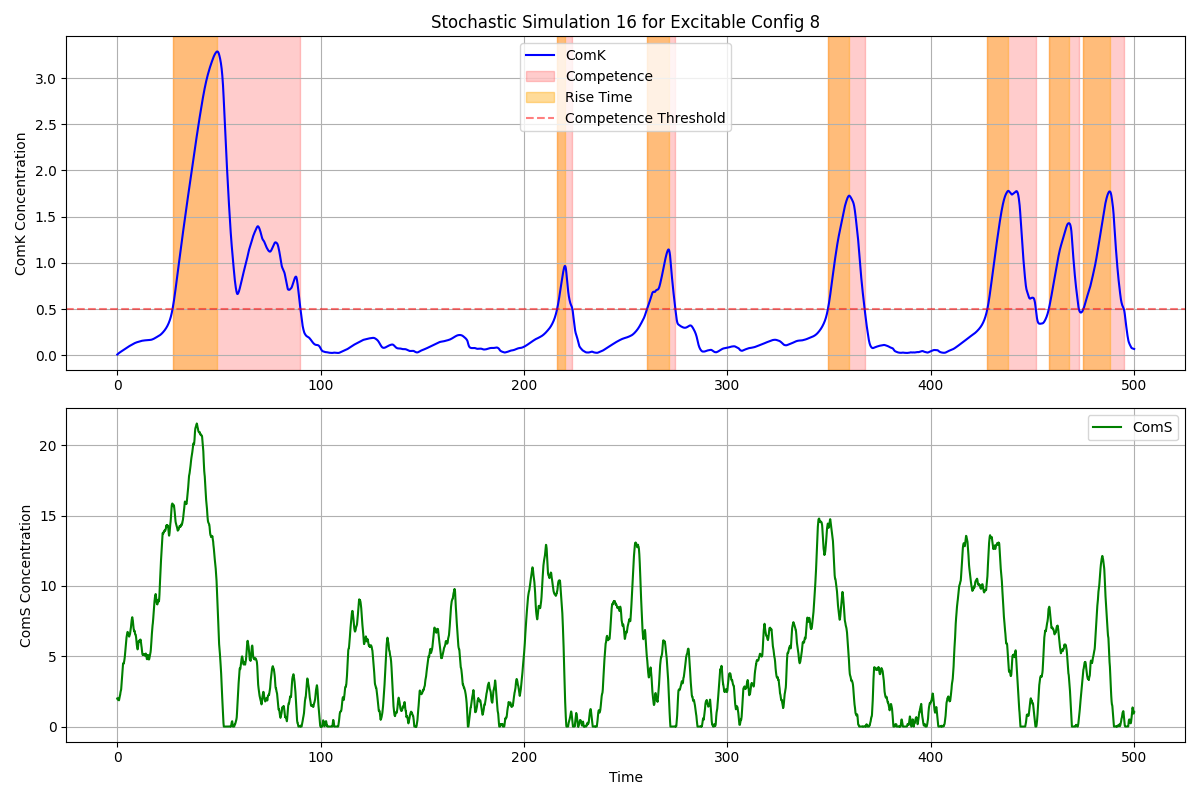 Stochastic Simulation 16 for Excitable Config 8
ComK Concentration
3.0
2.5
2.0
1.5
1.0
0.5
0.0
ComK
Competence
Rise Time
Competence Threshold
0 100 200 300 400 500
ComS Concentration
20
15
10
5
0
ComS
0 100 200 300 400 500
Time